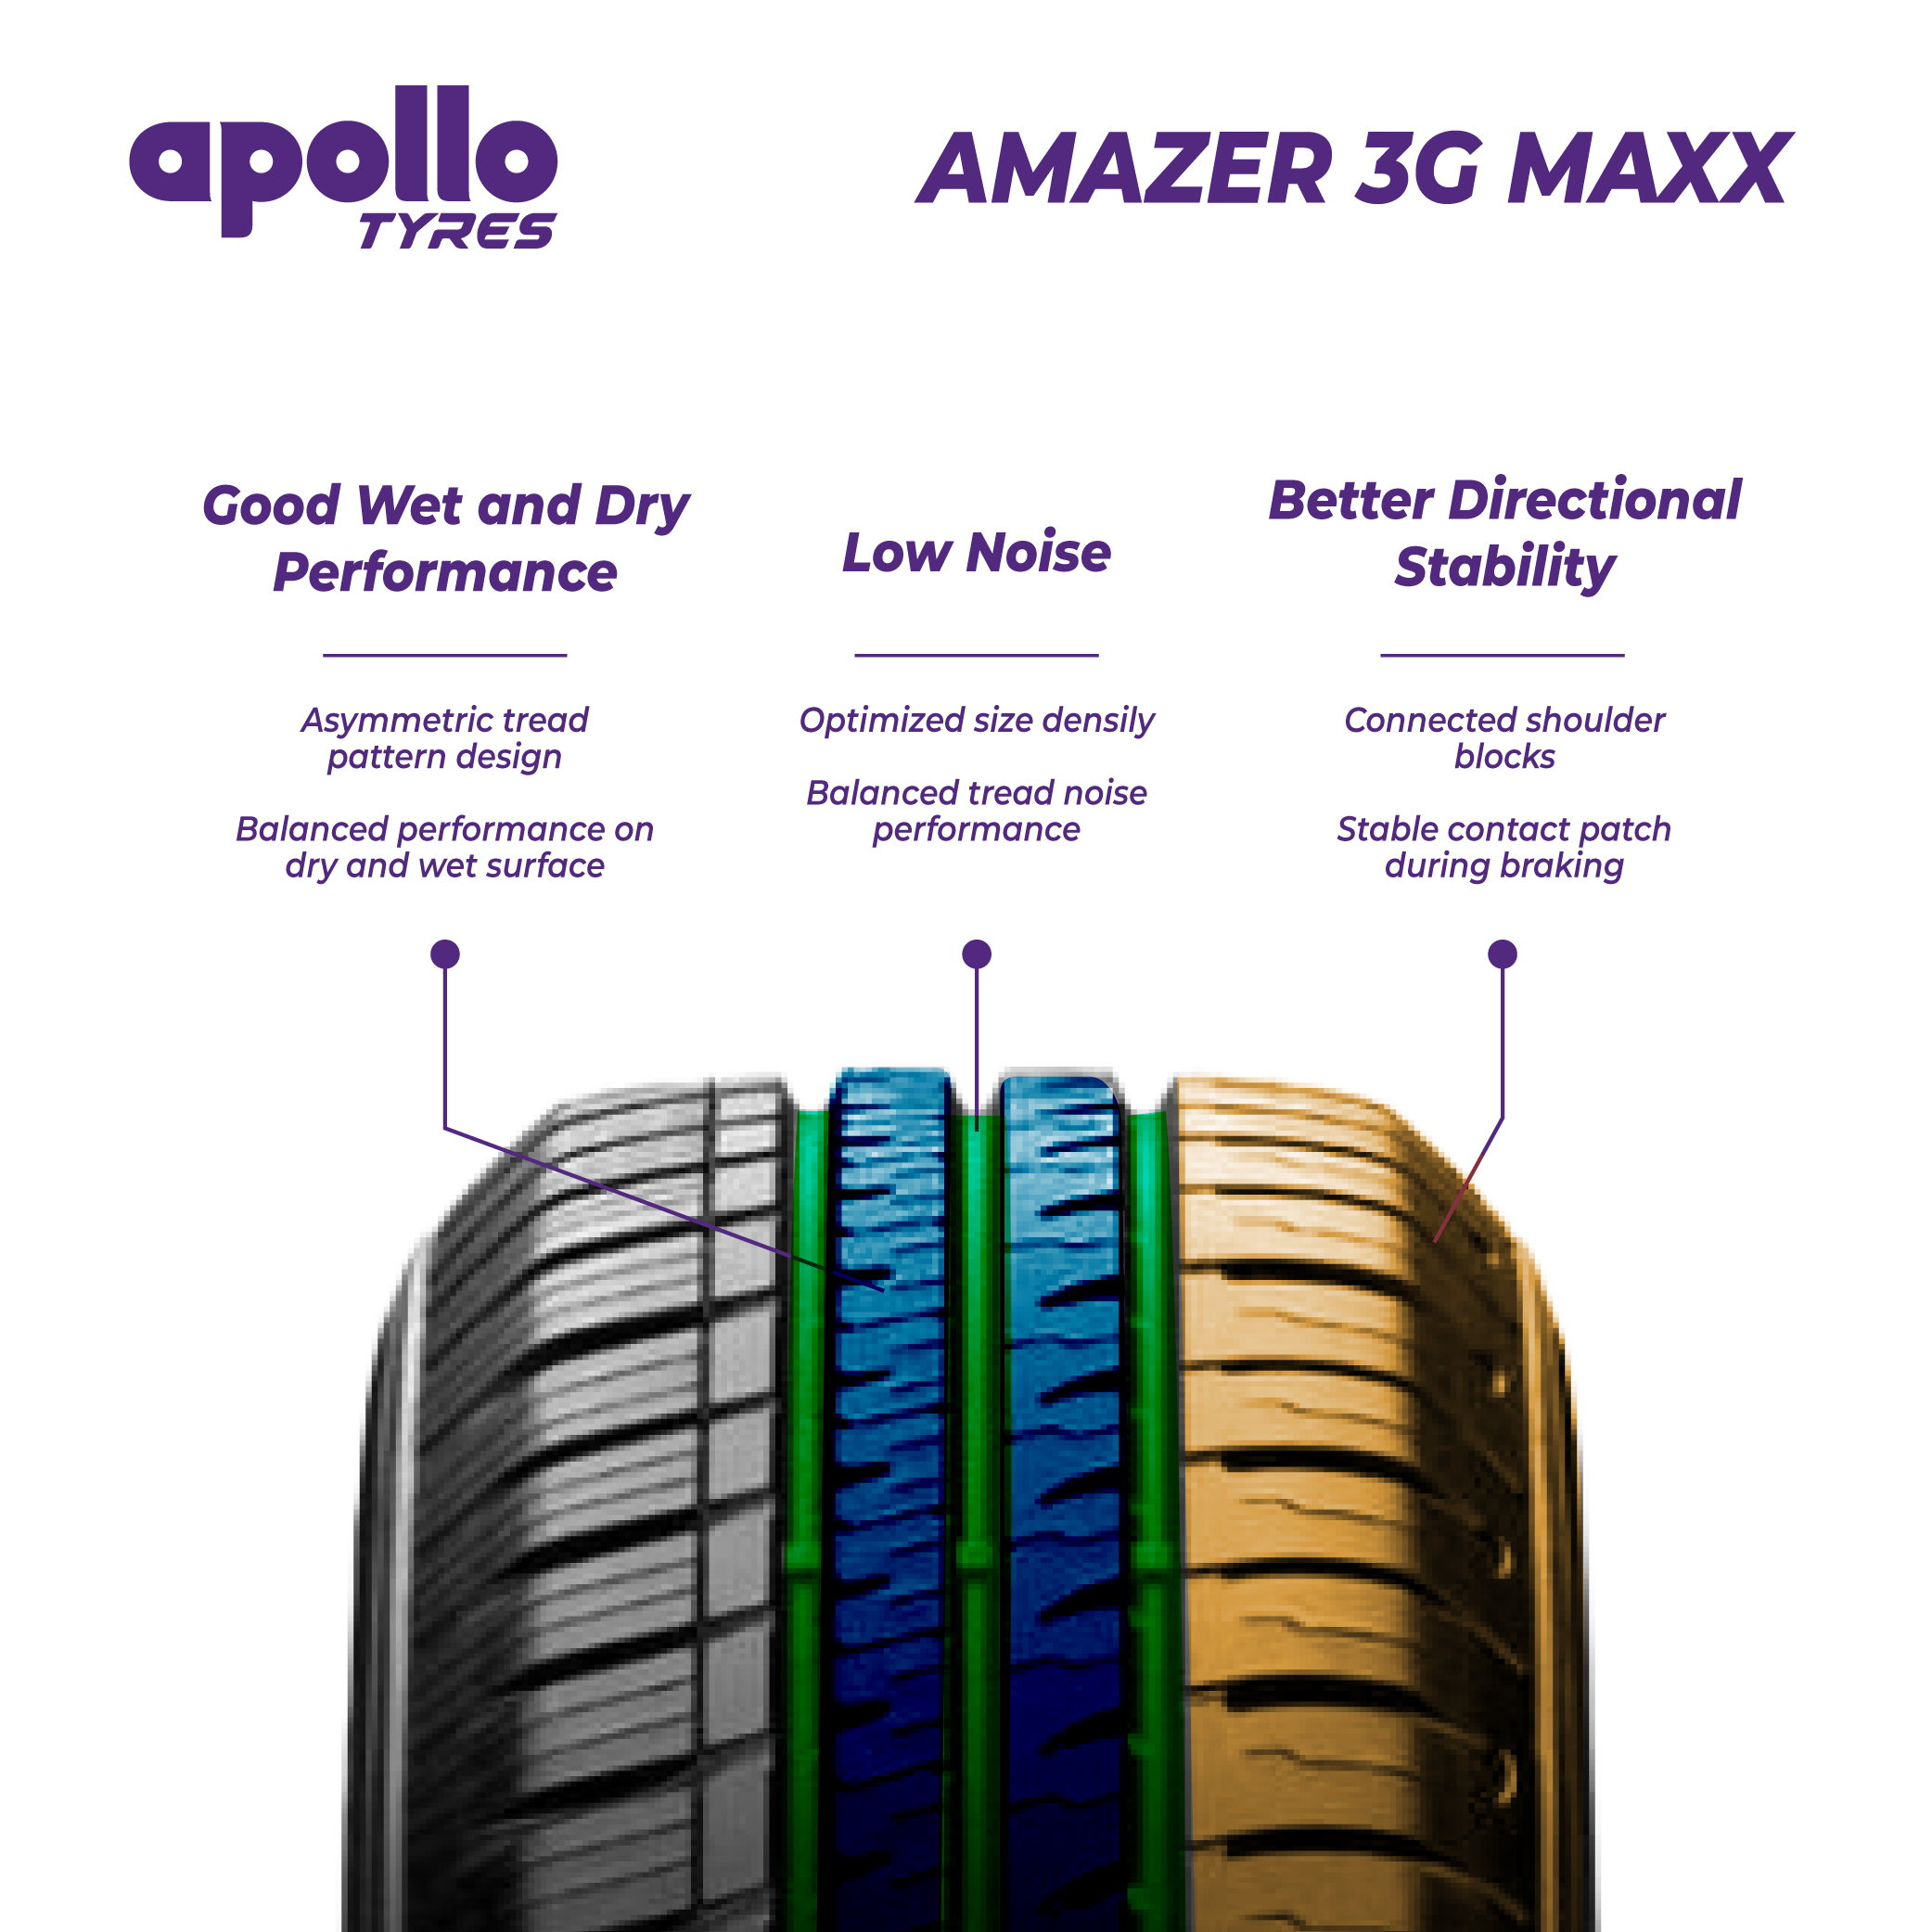 apollo
TYRES
AMAZER 3G MAXX
Good Wet and Dry
Performance
Asymmetric tread
pattern design
Balanced performance on
dry and wet surface
Low Noise
Optimized size densily
Balanced tread noise
performance
Better Directional
Stability
Connected shoulder
blocks
Stable contact patch
during braking